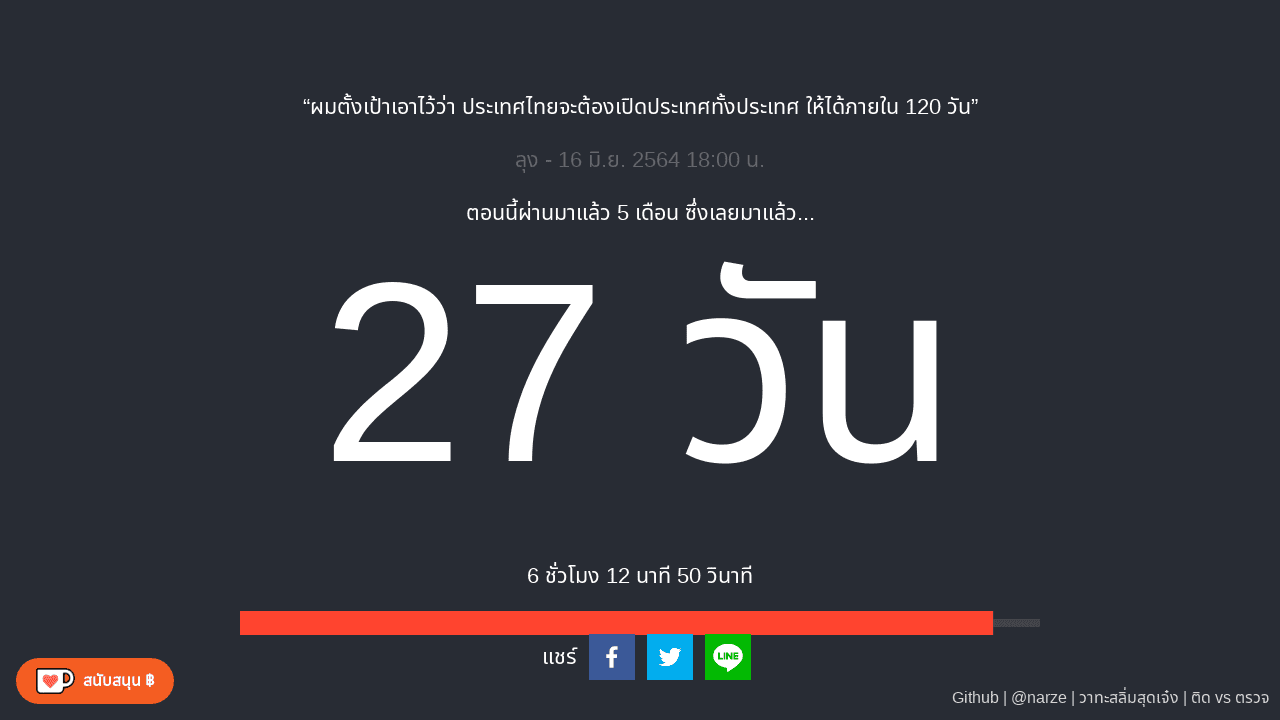 “ผมตั้งเป้าเอาไว้ว่า ประเทศไทยจะต้องเปิดประเทศทั้งประเทศ ให้ได้ภายใน 120 วัน”
ลุง - 16 มิ.ย. 2564 18:00 น.
ตอนนี้ผ่านมาแล้ว 5 เดือน ซึ่งเลยมาแล้ว...
27 วัน
6 ชั่วโมง 12 นาที 50 วินาที
แชร์
LINE
สนับสนุน ฿
Github | @narze | วาทะสลิ่มสุดเจ๋ง | ติด vs ตรวจ